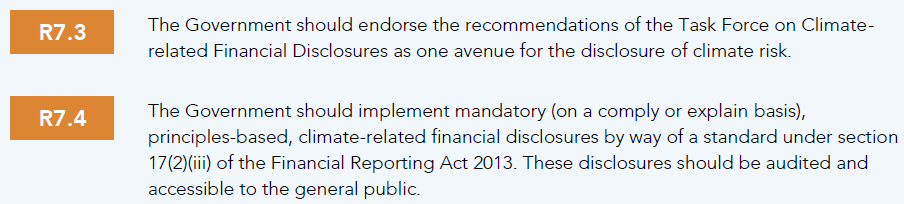 R7.3
The Government should endorse the recommendations of the Task Force on Climate-
related Financial Disclosures as one avenue for the disclosure of climate risk.
R7.4
The Government should implement mandatory (on a comply or explain basis),
principles-based, climate-related financial disclosures by way of a standard under section
17(2)(iii) of the Financial Reporting Act 2013. These disclosures should be audited and
accessible to the general public.